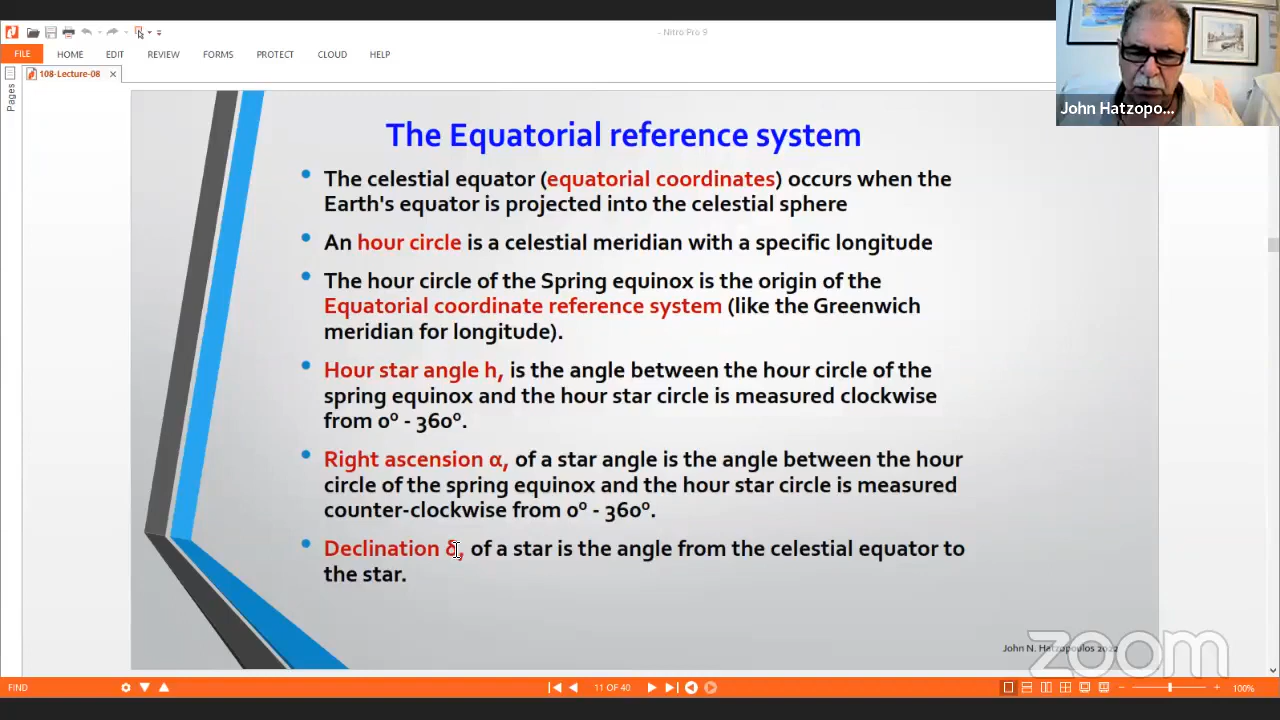 - Nitro Pro 9
FILE HOME EDIT REVIEW FORMS PROTECT CLOUD HELP
108-Lecture-08
Pages
John Hatzopo...
The Equatorial reference system
• The celestial equator (equatorial coordinates) occurs when the
Earth's equator is projected into the celestial sphere
• An hour circle is a celestial meridian with a specific longitude
• The hour circle of the Spring equinox is the origin of the
Equatorial coordinate reference system (like the Greenwich
meridian for longitude).
• Hour star angle h, is the angle between the hour circle of the
spring equinox and the hour star circle is measured clockwise
from 0º - 360º.
• Right ascension α, of a star angle is the angle between the hour
circle of the spring equinox and the hour star circle is measured
counter-clockwise from 0º - 360º.
• Declination δ, of a star is the angle from the celestial equator to
the star.
John N. Hatzopoulos
zoom
FIND
11 OF 40
100%